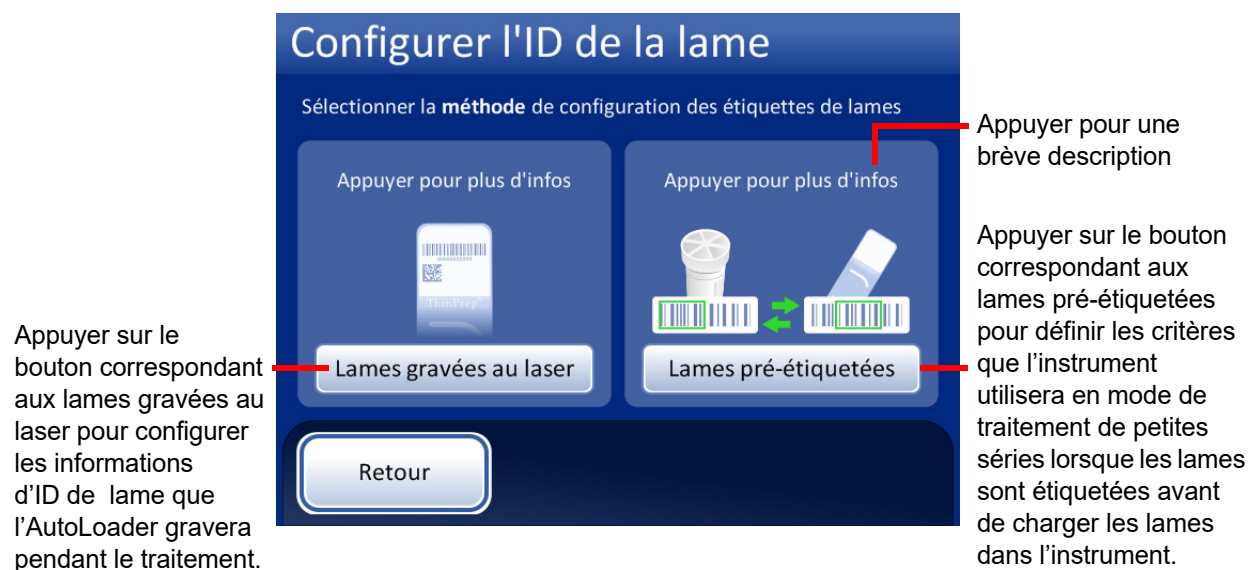 Configurer l'ID de la lame
Sélectionner la méthode de configuration des étiquettes de lames
Appuyer pour plus d'infos
ThinPrep
Lames gravées au laser
Appuyer pour plus d'infos
Lames pré-étiquetées
Retour
Appuyer sur le
bouton correspondant
aux lames gravées au
laser pour configurer
les informations
d’ID de lame que
l’AutoLoader gravera
pendant le traitement.
Appuyer pour une
brève description
Appuyer sur le bouton
correspondant aux
lames pré-étiquetées
pour définir les critères
que l’instrument
utilisera en mode de
traitement de petites
séries lorsque les lames
sont étiquetées avant
de charger les lames
dans l’instrument.